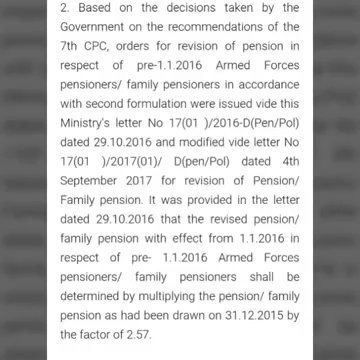 2. Based on the decisions taken by the
Government on the recommendations of the
7th CPC, orders for revision of pension in
respect of pre-1.1.2016 Armed Forces
pensioners/ family pensioners in accordance
with second formulation were issued vide this
Ministry's letter No 17(01 )/2016-D(Pen/Pol)
dated 29.10.2016 and modified vide letter No
17(01 )/2017(01)/ D(pen/Pol) dated 4th
September 2017 for revision of Pension/
Family pension. It was provided in the letter
dated 29.10.2016 that the revised pension/
family pension with effect from 1.1.2016 in
respect of pre- 1.1.2016 Armed Forces
pensioners/ family pensioners shall be
determined by multiplying the pension/ family
pension as had been drawn on 31.12.2015 by
the factor of 2.57.